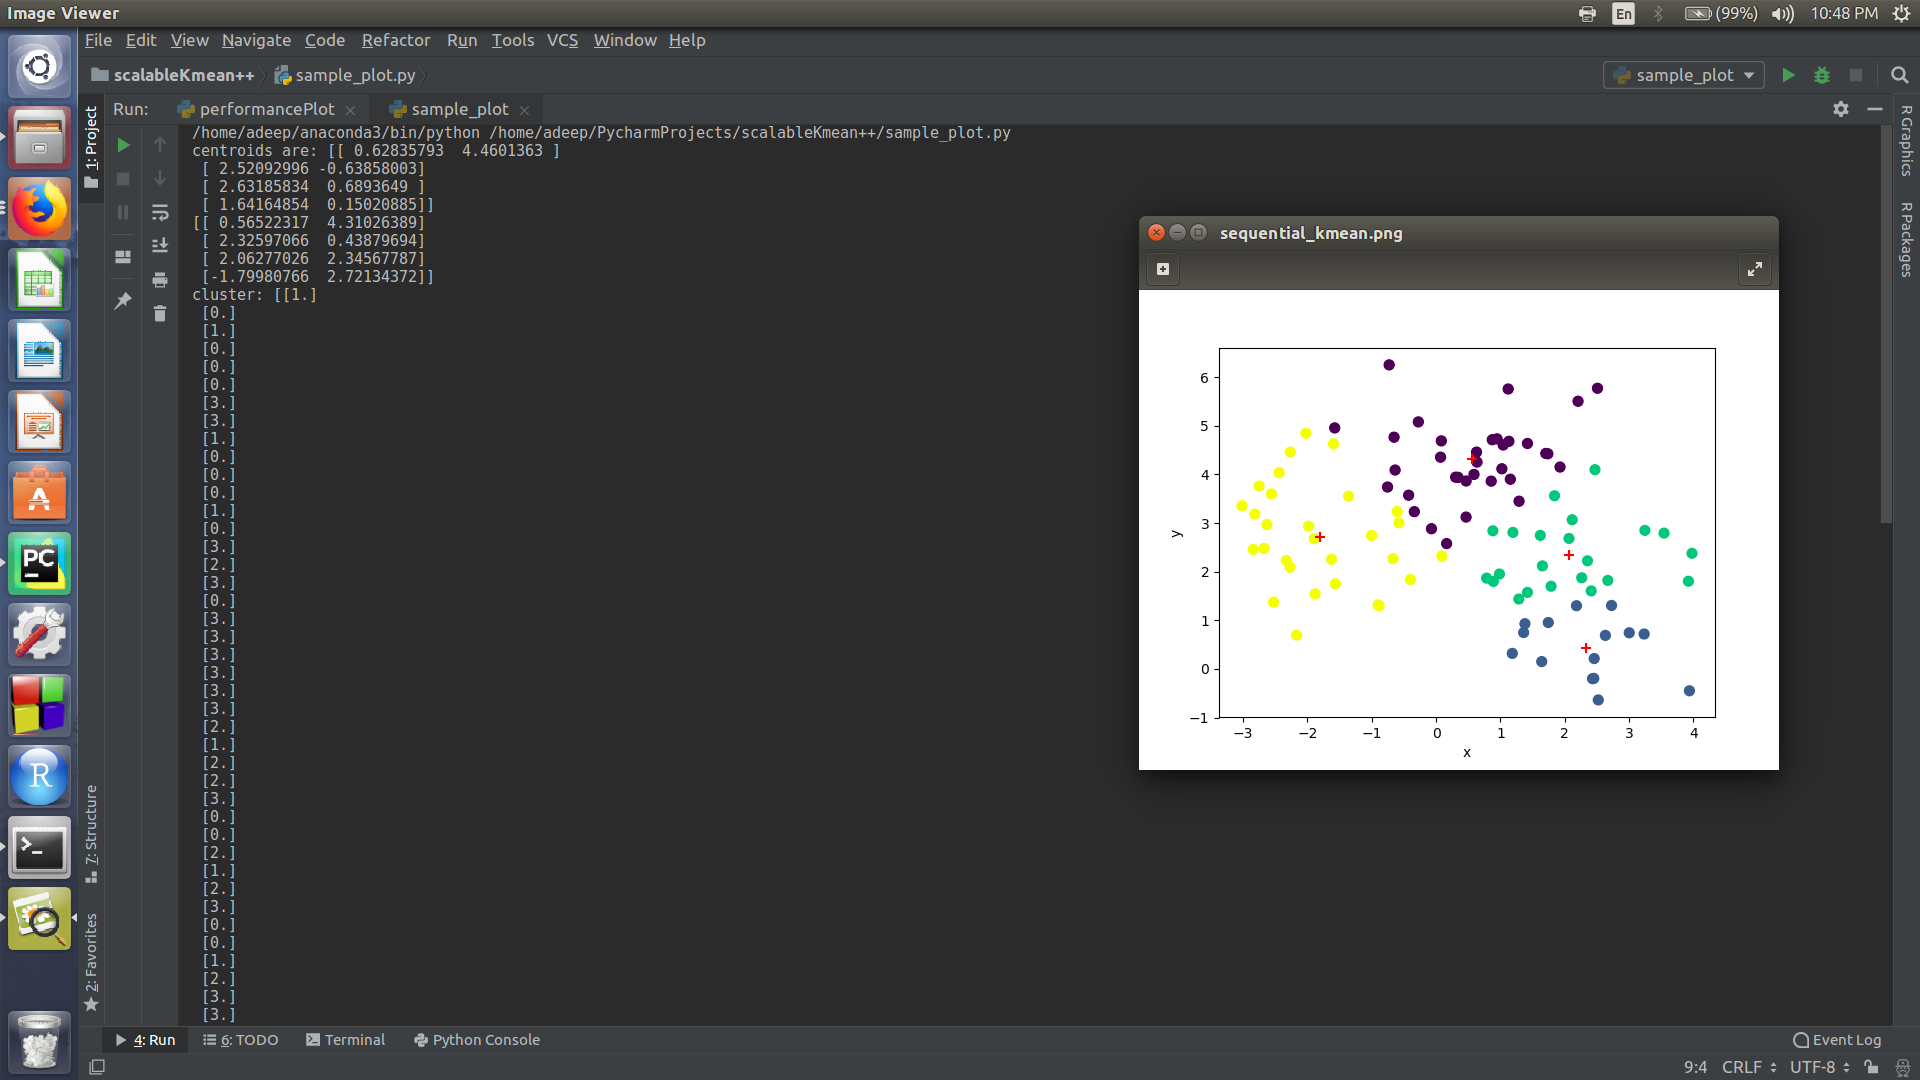 Image Viewer
En
(99%)
10:48 PM
File Edit View Navigate Code Refactor Run Tools VCS Window Help
scalableKmean++
sample_plot.py
sample_plot
Run:
performancePlot
sample_plot
1: Project
7: Structure
2: Favorites
R Graphics
R Packages
/home/adeep/anaconda3/bin/python /home/adeep/PycharmProjects/scalableKmean++/sample_plot.py
centroids are: [[ 0.62835793  4.4601363 ]
[ 2.52092996 -0.63858003]
[ 2.63185834  0.6893649 ]
[ 1.64164854  0.15020885]]
[[ 0.56522317  4.31026389]
[ 2.32597066  0.43879694]
[ 2.06277026  2.34567787]
[-1.79980766  2.72134372]]
cluster: [[1.]
[0.]
[1.]
[0.]
[0.]
[0.]
[3.]
[3.]
[1.]
[0.]
[0.]
[0.]
[1.]
[0.]
[3.]
[2.]
[3.]
[0.]
[3.]
[3.]
[3.]
[3.]
[3.]
[3.]
[2.]
[1.]
[2.]
[2.]
[3.]
[0.]
[0.]
[2.]
[1.]
[2.]
[3.]
[0.]
[0.]
[1.]
[2.]
[3.]
[3.]
sequential_kmean.png
6
5
4
3
2
1
0
−1
y
−3 −2 −1 0 1 2 3 4
x
A
PC
R
>_
4: Run
6: TODO
Terminal
Python Console
Event Log
9:4
CRLF
UTF-8